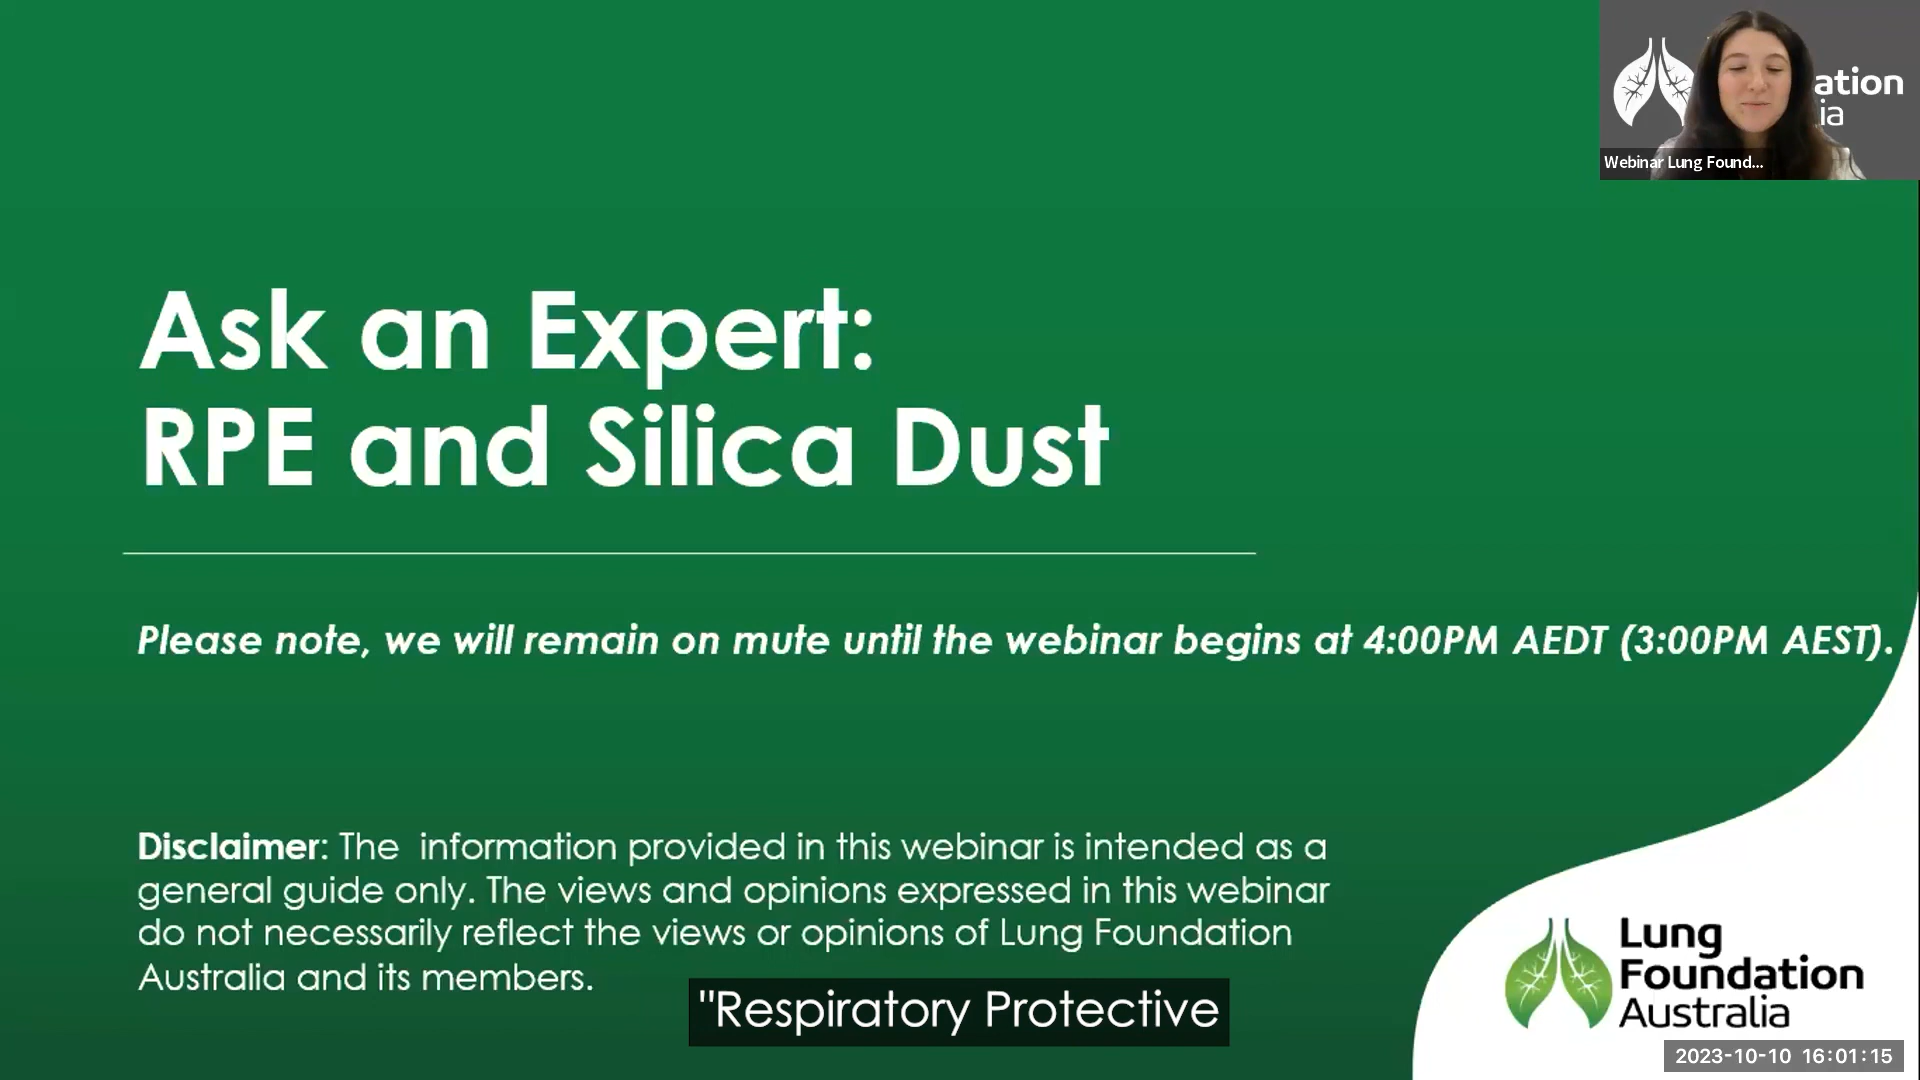 ation
ia
Webinar Lung Found...
Ask an Expert:
RPE and Silica Dust
Please note, we will remain on mute until the webinar begins at 4:00PM AEDT (3:00PM AEST).
Disclaimer: The  information provided in this webinar is intended as a
general guide only. The views and opinions expressed in this webinar
do not necessarily reflect the views or opinions of Lung Foundation
Australia and its members.
"Respiratory Protective
Lung
Foundation
Australia
2023-10-10 16:01:15